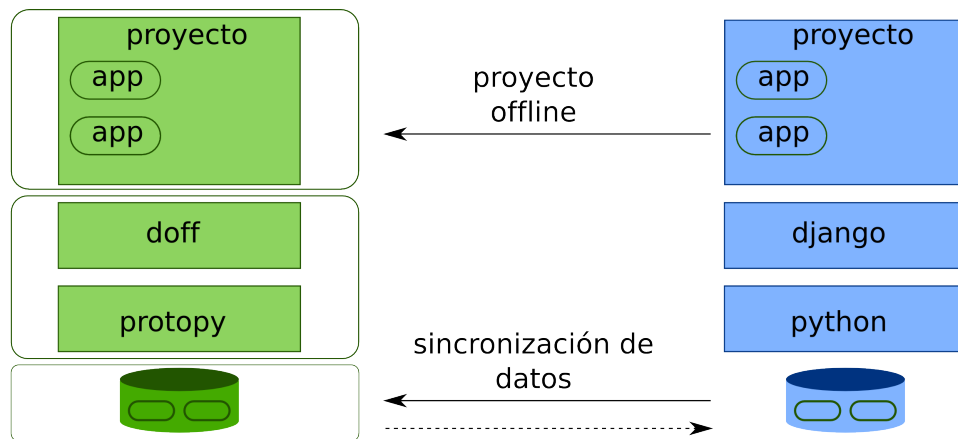 proyecto
app
app
doff
protopy
proyecto
offline
sincronización de
datos
proyecto
app
app
django
python